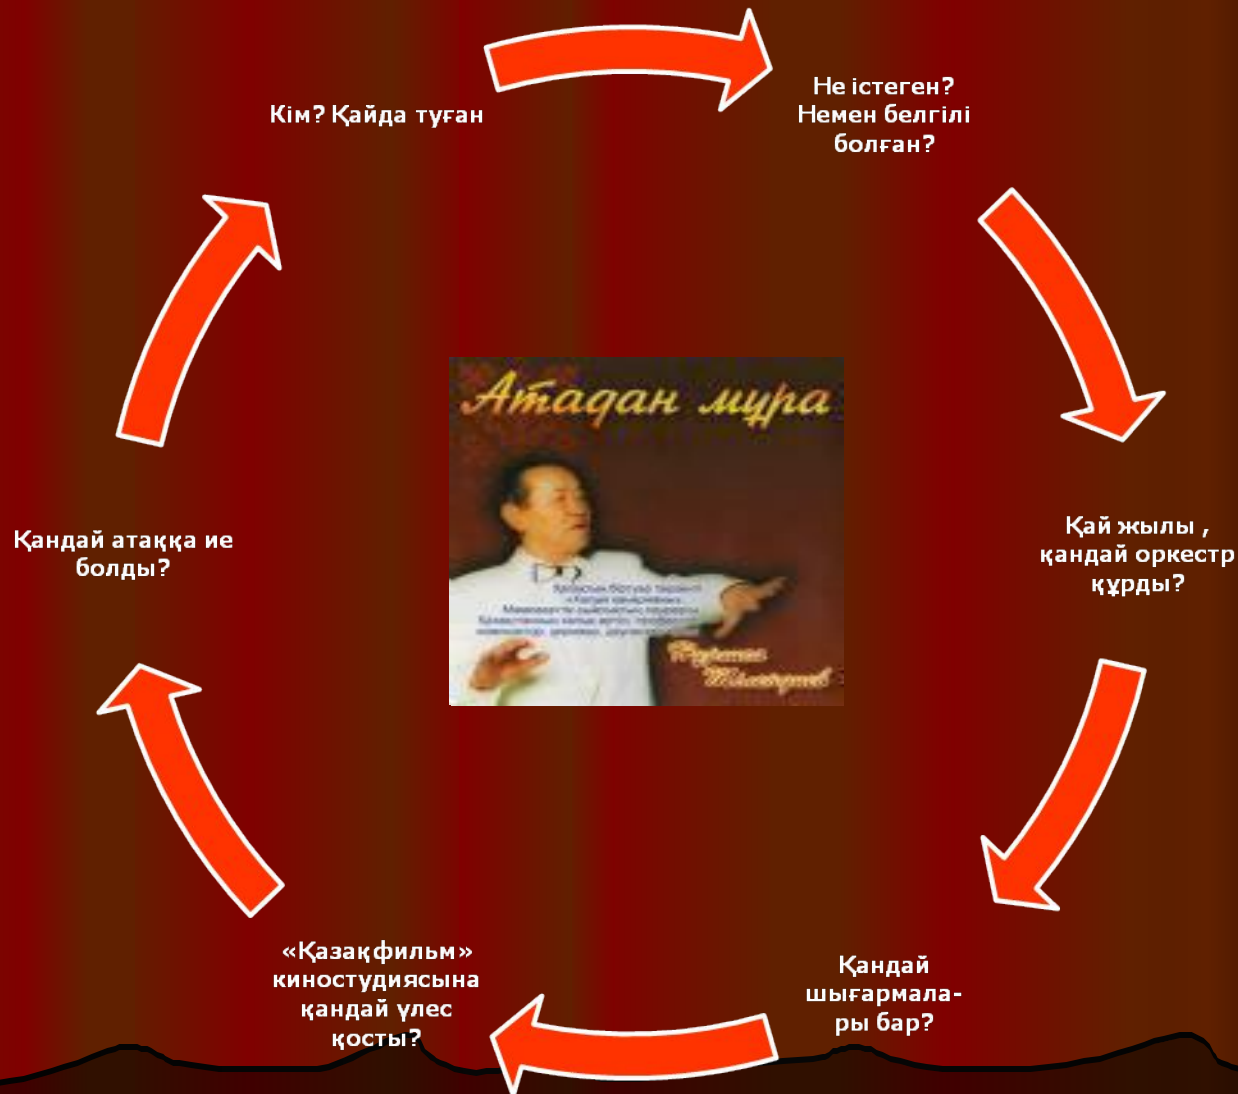 Кім? Қайда туған
Не істеген?
Немен белгілі
болған?
Қай жылы ,
қандай оркестр
құрды?
Қандай
шығармала-
ры бар?
«Қазақфильм»
киностудиясына
қандай үлес
қосты?
Қандай атаққа ие
болды?
Атадан мұра